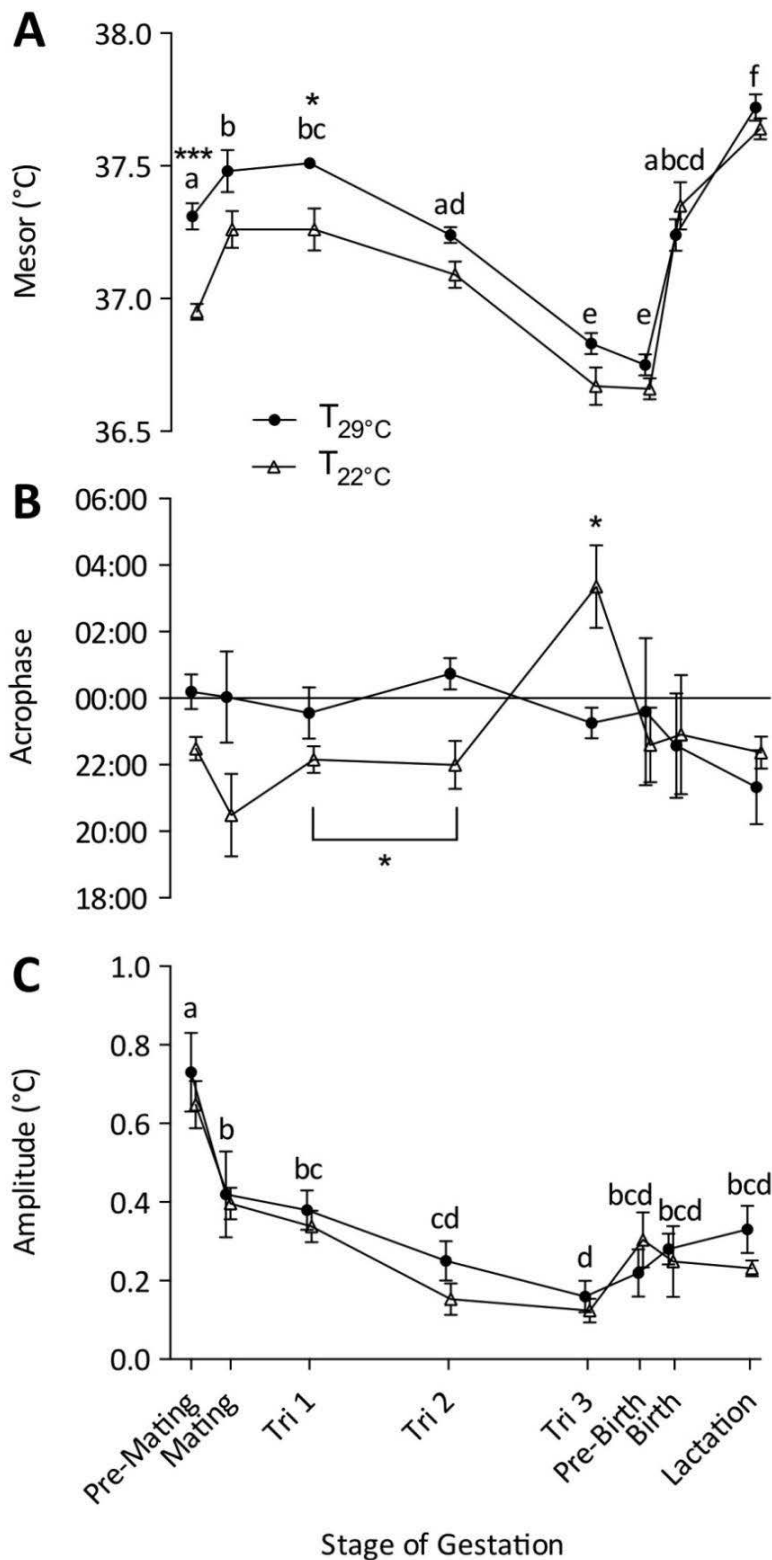 A
38.0
37.5
37.0
36.5
Mesor (°C)
***
a
b
*
bc
ad
e
e
abcd
f
T29°C
T22°C
B
06:00
04:00
02:00
00:00
22:00
20:00
18:00
Acrophase
*
*
C
1.0
0.8
0.6
0.4
0.2
0.0
Amplitude (°C)
a
b
bc
cd
d
bcd
bcd
bcd
Pre-Mating
Mating
Tri 1
Tri 2
Tri 3
Pre-Birth
Birth
Lactation
Stage of Gestation